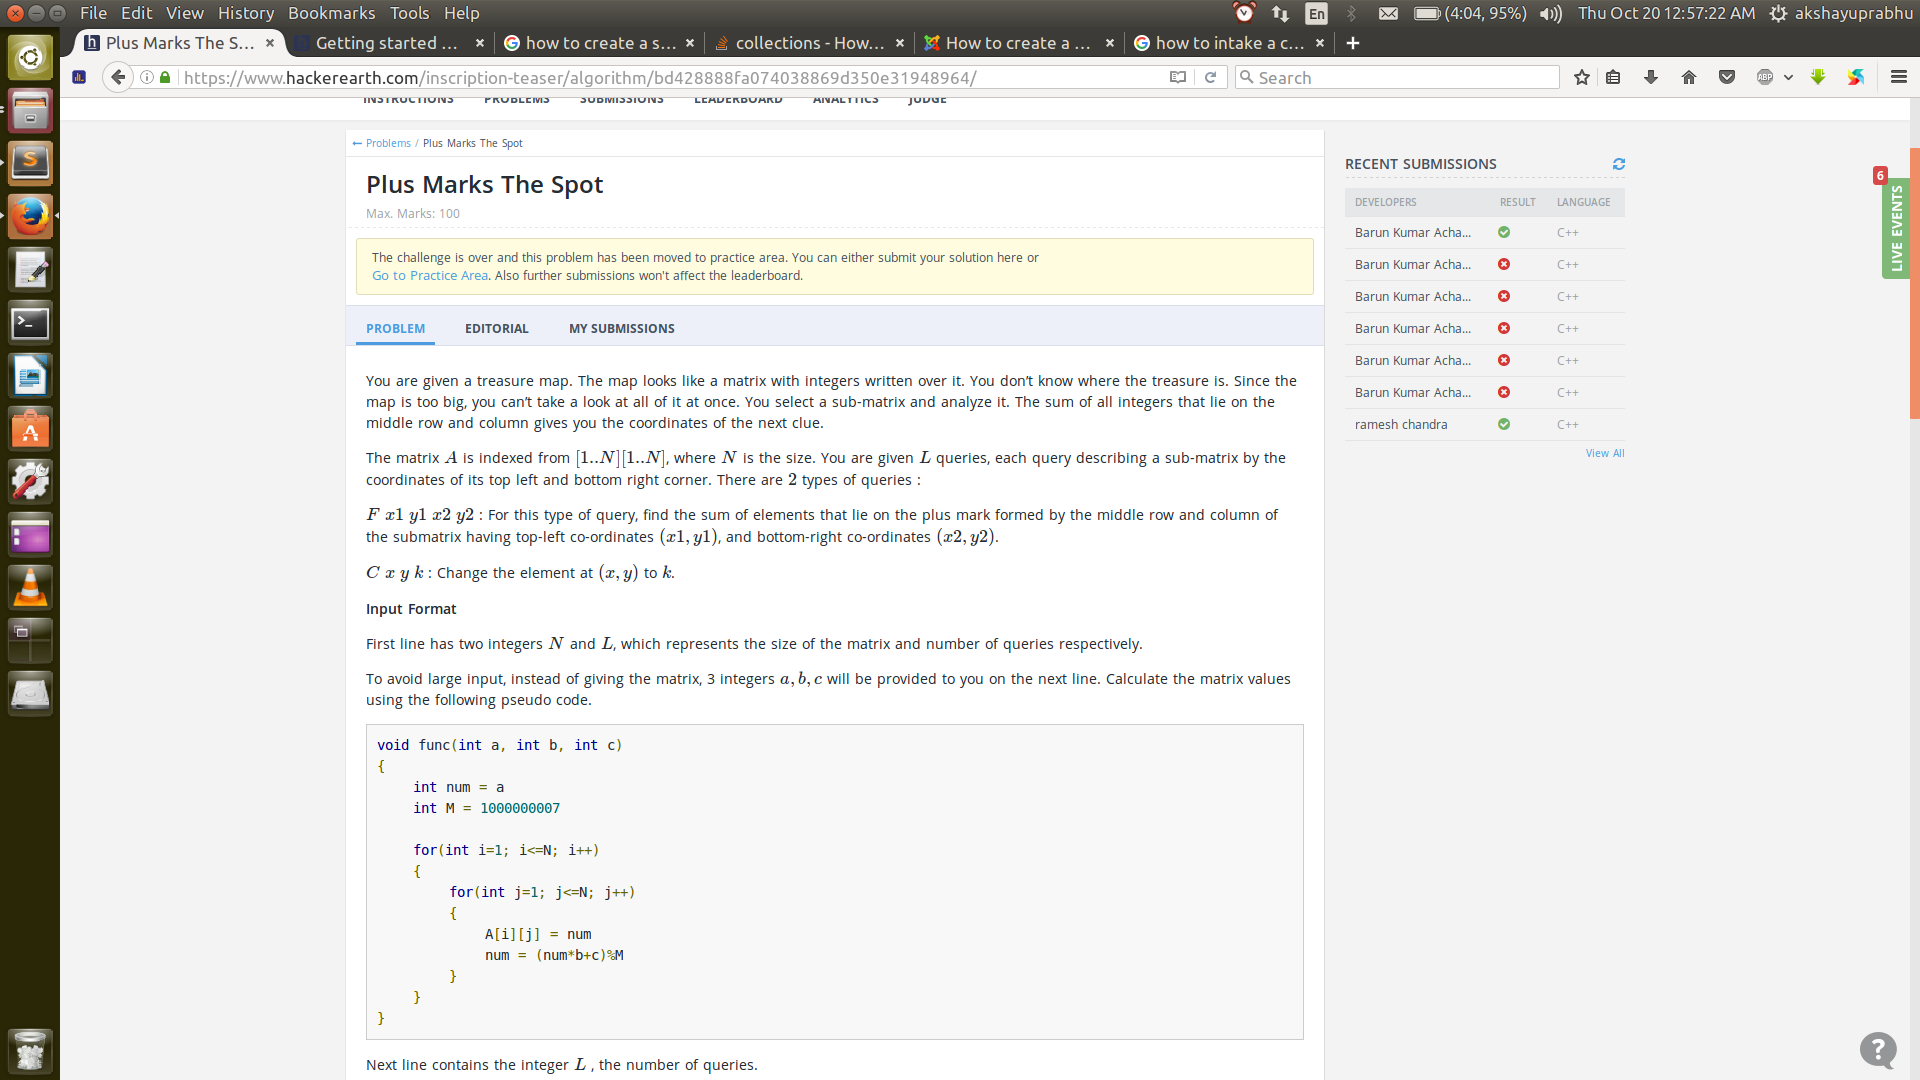 File Edit View History Bookmarks Tools Help
En (4:04, 95%) Thu Oct 20 12:57:22 AM akshayuprabhu
Plus Marks The S... × Getting started ... × how to create a s... × collections - How... × How to create a ... × how to intake a c... ×
https://www.hackerearth.com/inscription-teaser/algorithm/bd428888fa074038869d350e31948964/ Search ABP
INSTRUCTIONS PROBLEMS SUBMISSIONS LEADERBOARD ANALYTICS JUDGE
← Problems / Plus Marks The Spot
Plus Marks The Spot
Max. Marks: 100
The challenge is over and this problem has been moved to practice area. You can either submit your solution here or
Go to Practice Area. Also further submissions won't affect the leaderboard.
PROBLEM EDITORIAL MY SUBMISSIONS
You are given a treasure map. The map looks like a matrix with integers written over it. You don’t know where the treasure is. Since the
map is too big, you can’t take a look at all of it at once. You select a sub-matrix and analyze it. The sum of all integers that lie on the
middle row and column gives you the coordinates of the next clue.
The matrix A is indexed from [1..N][1..N], where N is the size. You are given L queries, each query describing a sub-matrix by the
coordinates of its top left and bottom right corner. There are 2 types of queries :
F x1 y1 x2 y2 : For this type of query, find the sum of elements that lie on the plus mark formed by the middle row and column of
the submatrix having top-left co-ordinates (x1, y1), and bottom-right co-ordinates (x2, y2).
C x y k : Change the element at (x, y) to k.
Input Format
First line has two integers N and L, which represents the size of the matrix and number of queries respectively.
To avoid large input, instead of giving the matrix, 3 integers a, b, c will be provided to you on the next line. Calculate the matrix values
using the following pseudo code.
void func(int a, int b, int c)
{
int num = a
int M = 1000000007
for(int i=1; i<=N; i++)
{
for(int j=1; j<=N; j++)
{
A[i][j] = num
num = (num*b+c)%M
}
}
}
Next line contains the integer L , the number of queries.
RECENT SUBMISSIONS
DEVELOPERS RESULT LANGUAGE
Barun Kumar Acha... C++
Barun Kumar Acha... C++
Barun Kumar Acha... C++
Barun Kumar Acha... C++
Barun Kumar Acha... C++
Barun Kumar Acha... C++
ramesh chandra C++
View All
6
LIVE EVENTS
?